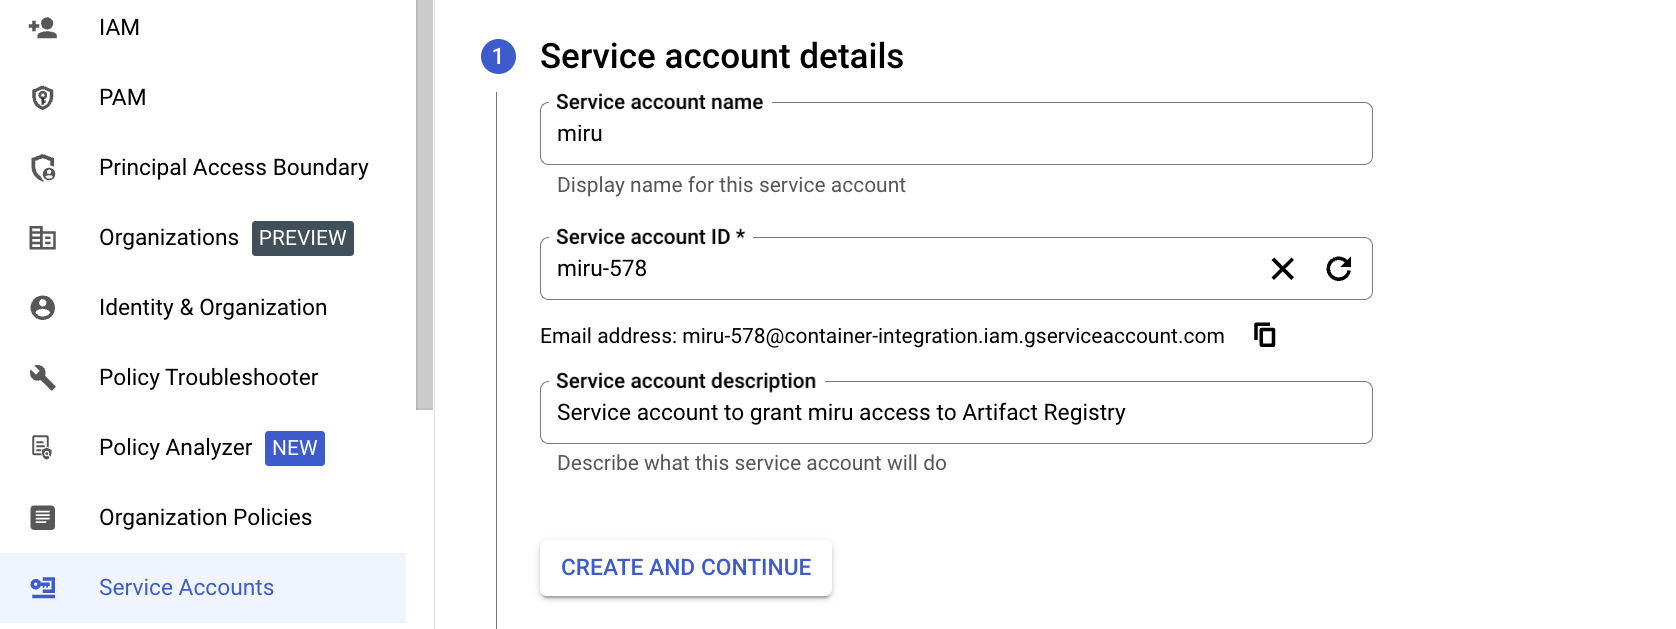 IAM
PAM
Principal Access Boundary
Organizations PREVIEW
Identity & Organization
Policy Troubleshooter
Policy Analyzer NEW
Organization Policies
Service Accounts
1 Service account details
Service account name
miru
Display name for this service account
Service account ID *
miru-578
Email address: miru-578@container-integration.iam.gserviceaccount.com
Service account description
Service account to grant miru access to Artifact Registry
Describe what this service account will do
CREATE AND CONTINUE